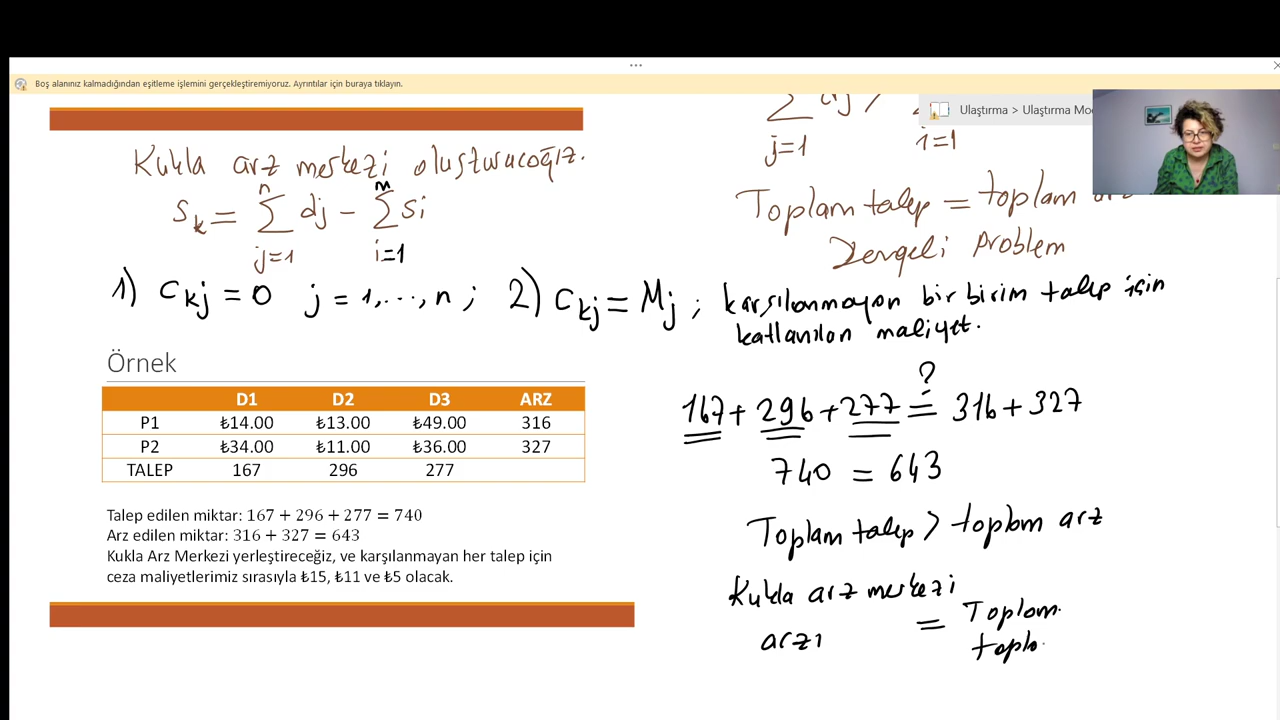 Boş alanınız kalmadığından eşitleme işlemini gerçekleştiremiyoruz. Ayrıntılar için buraya tıklayın.
Ulaştırma > Ulaştırma Mo
j=1 i=1
Kukla arz merkezi oluşturacağız.
Sk = n∑j=1 dj − m∑i=1 si
Toplam talep = toplam
Dengeli Problem
1) Ckj = 0 j = 1,...,n ; 2) Ckj = Mj ; karşılanmayan bir birim talep için
katlanılan maliyet.
Örnek
D1 D2 D3 ARZ
P1 ₺14.00 ₺13.00 ₺49.00 316
P2 ₺34.00 ₺11.00 ₺36.00 327
TALEP 167 296 277
167 + 296 + 277 =? 316 + 327
740 = 643
Toplam talep > toplam arz
Talep edilen miktar: 167 + 296 + 277 = 740
Arz edilen miktar: 316 + 327 = 643
Kukla Arz Merkezi yerleştireceğiz, ve karşılanmayan her talep için
ceza maliyetlerimiz sırasıyla ₺15, ₺11 ve ₺5 olacak.
Kukla arz merkezi
arzı = Toplam
topla